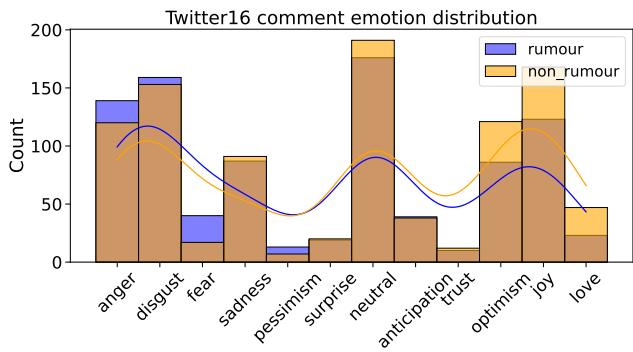 Twitter16 comment emotion distribution
200
150
100
50
0
Count
rumour
non_rumour
anger
disgust
fear
sadness
pessimism
surprise
neutral
anticipation
trust
optimism
joy
love